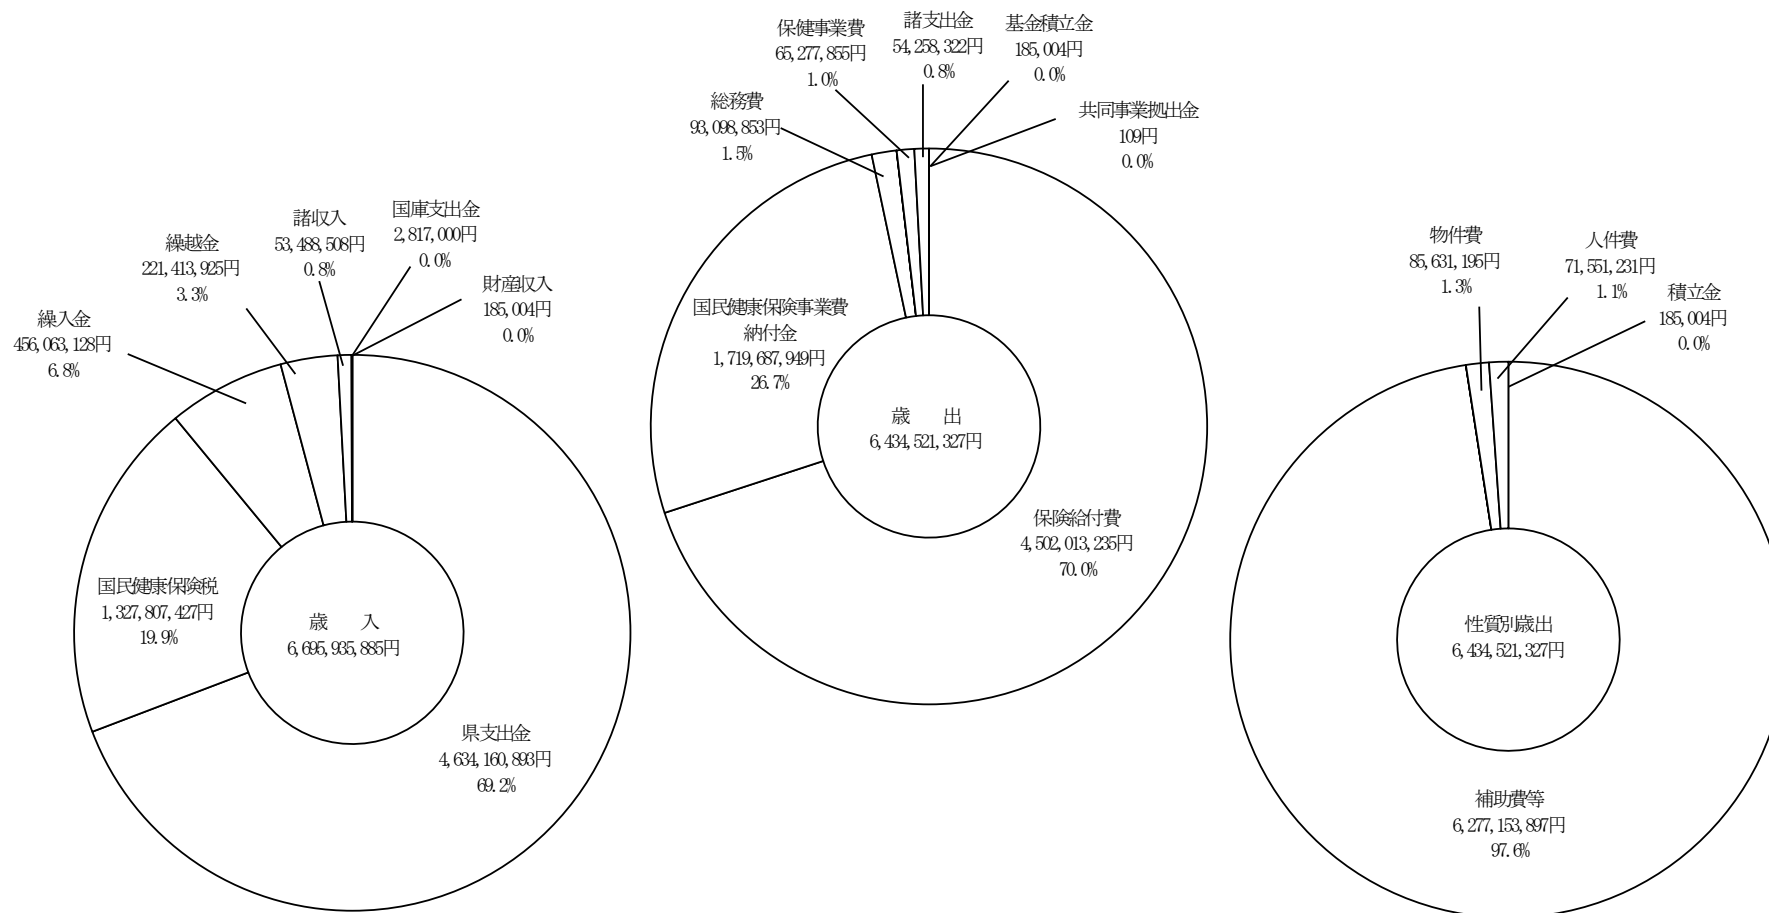 保健事業費
65,277,855円
1.0%
諸支出金
54,258,322円
0.8%
基金積立金
185,004円
0.0%
総務費
93,098,853円
1.5%
共同事業拠出金
109円
0.0%
国民健康保険事業費
納付金
1,719,687,949円
26.7%
歳　出
6,434,521,327円
保険給付費
4,502,013,235円
70.0%
諸収入
53,488,508円
0.8%
国庫支出金
2,817,000円
0.0%
繰越金
221,413,925円
3.3%
財産収入
185,004円
0.0%
繰入金
456,063,128円
6.8%
国民健康保険税
1,327,807,427円
19.9%
歳　入
6,695,935,885円
県支出金
4,634,160,893円
69.2%
物件費
85,631,195円
1.3%
人件費
71,551,231円
1.1%
積立金
185,004円
0.0%
性質別歳出
6,434,521,327円
補助費等
6,277,153,897円
97.6%